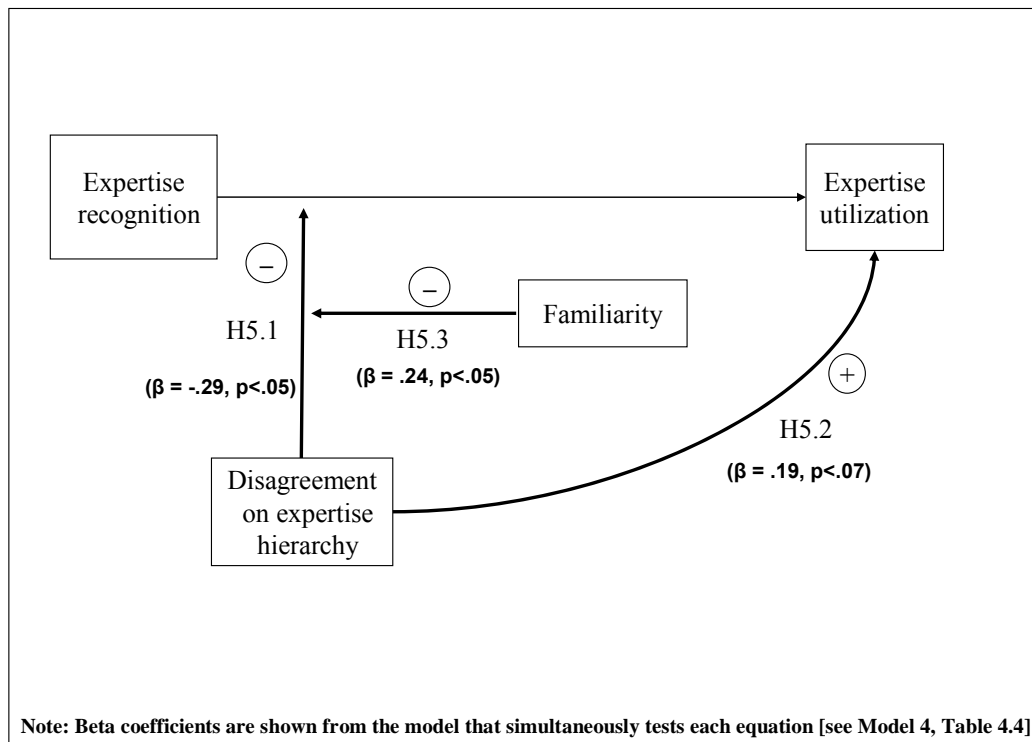 Expertise
recognition
Expertise
utilization
−
−
Familiarity
H5.1
H5.3
(β = -.29, p<.05)
(β = .24, p<.05)
+
H5.2
(β = .19, p<.07)
Disagreement
on expertise
hierarchy
Note: Beta coefficients are shown from the model that simultaneously tests each equation [see Model 4, Table 4.4]